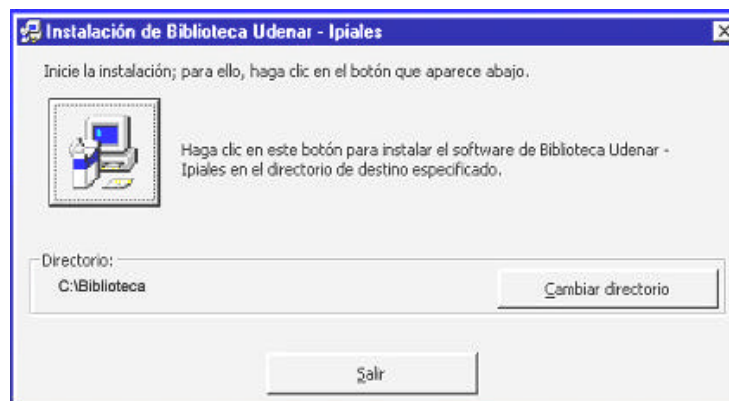 Instalación de Biblioteca Udenar - Ipiales
Inicie la instalación; para ello, haga clic en el botón que aparece abajo.
Haga clic en este botón para instalar el software de Biblioteca Udenar -
Ipiales en el directorio de destino especificado.
Directorio:
C:\Biblioteca
Cambiar directorio
Salir